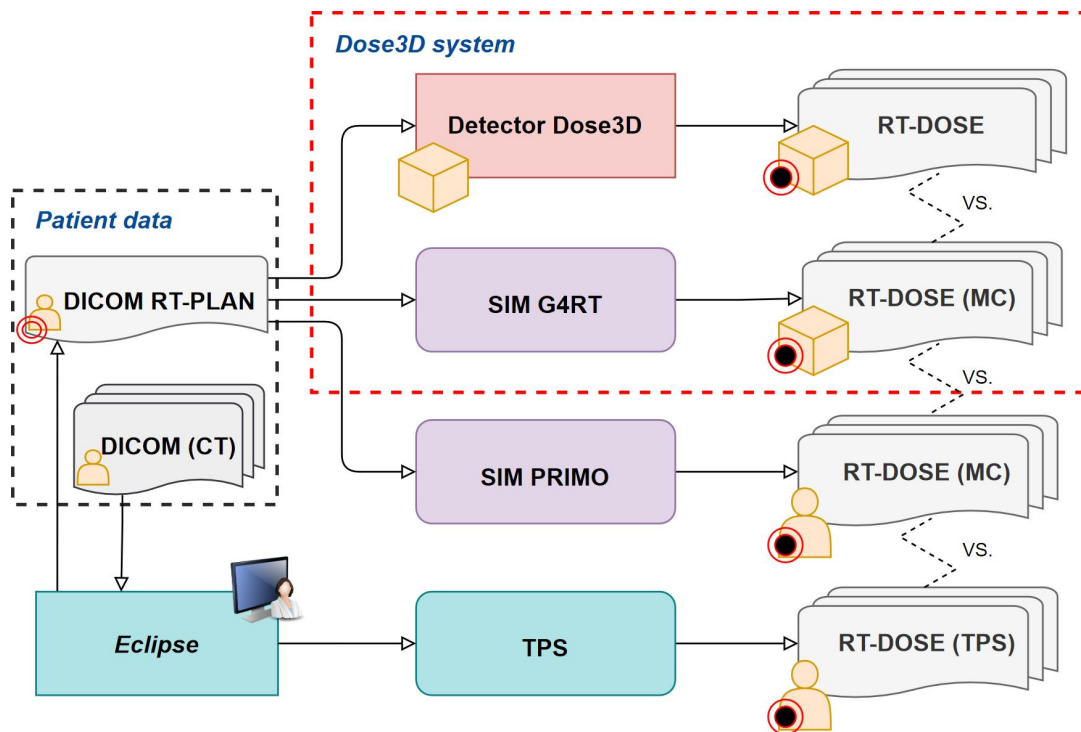 Dose3D system
Detector Dose3D
RT-DOSE
VS.
Patient data
DICOM RT-PLAN
SIM G4RT
RT-DOSE (MC)
VS.
DICOM (CT)
SIM PRIMO
RT-DOSE (MC)
VS.
Eclipse
TPS
RT-DOSE (TPS)